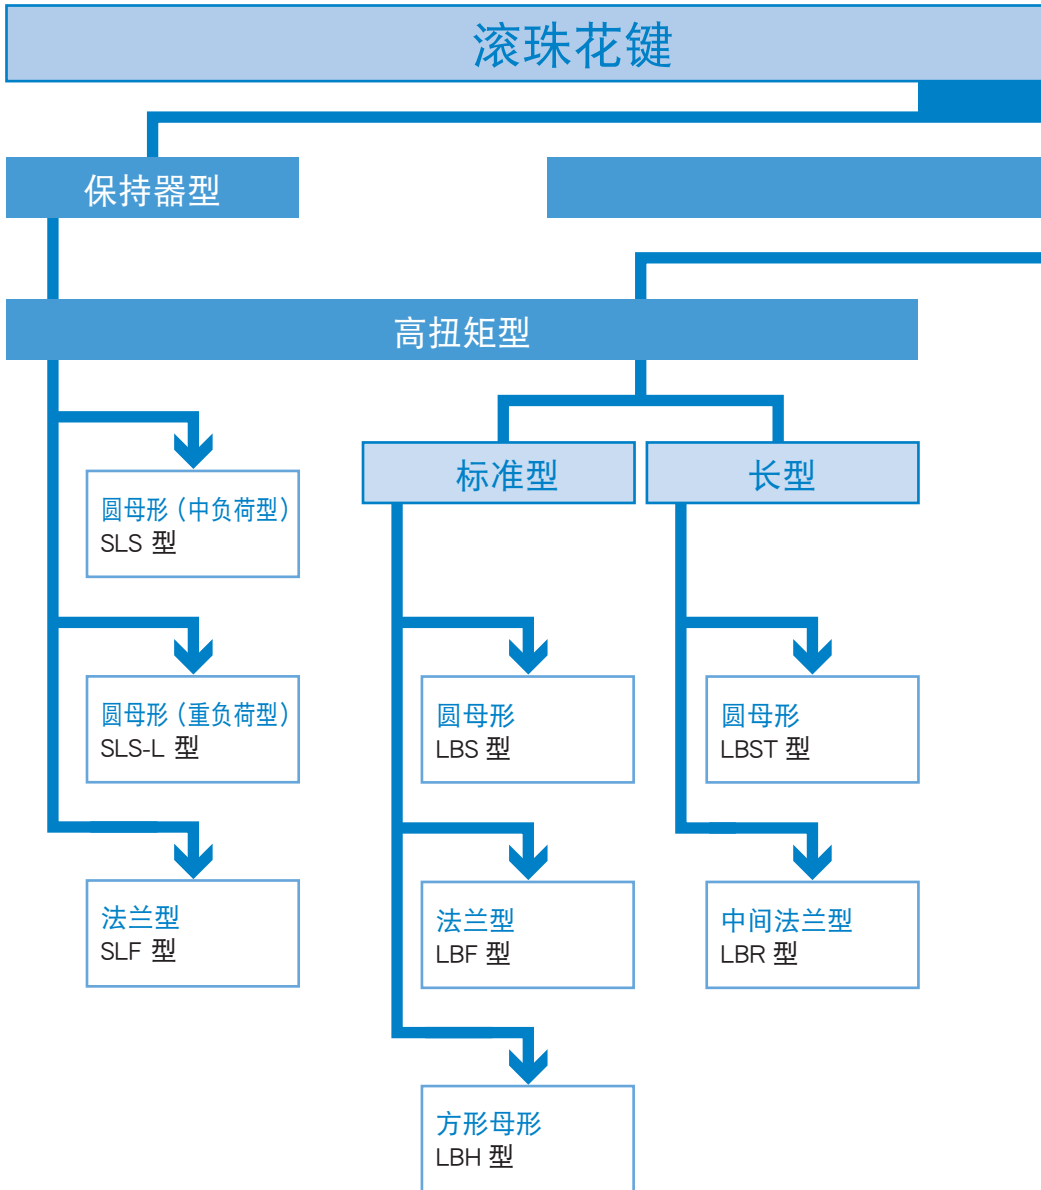 滚珠花键
保持器型
高扭矩型
标准型
长型
圆母形（中负荷型）
SLS 型
圆母形（重负荷型）
SLS-L 型
法兰型
SLF 型
圆母形
LBS 型
法兰型
LBF 型
方形母形
LBH 型
圆母形
LBST 型
中间法兰型
LBR 型